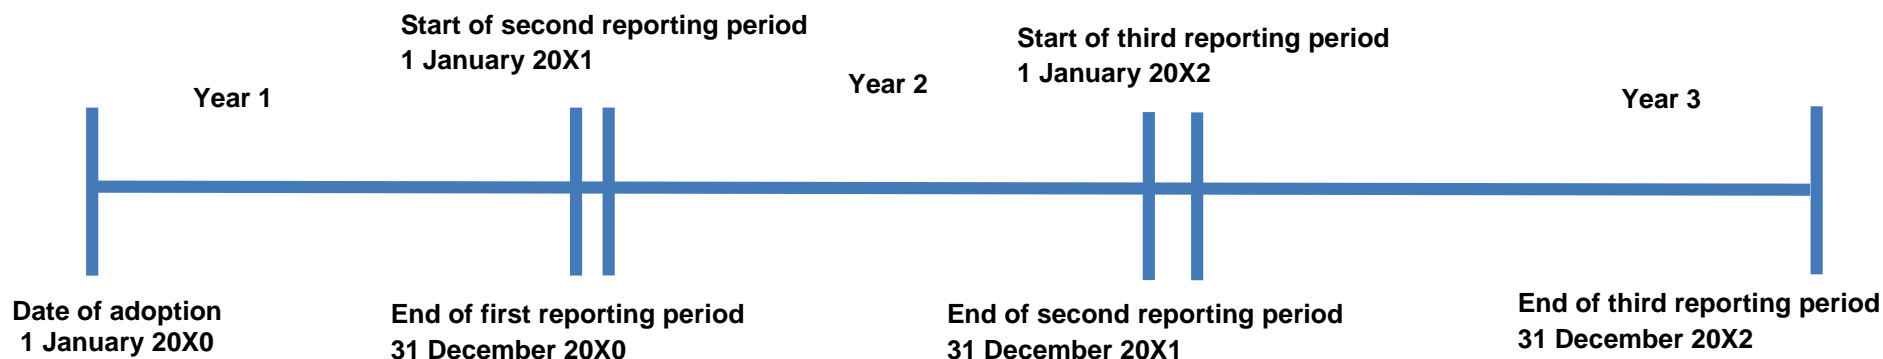 Start of second reporting period
1 January 20X1
Start of third reporting period
1 January 20X2
Year 1
Year 2
Year 3
Date of adoption
1 January 20X0
End of first reporting period
31 December 20X0
End of second reporting period
31 December 20X1
End of third reporting period
31 December 20X2